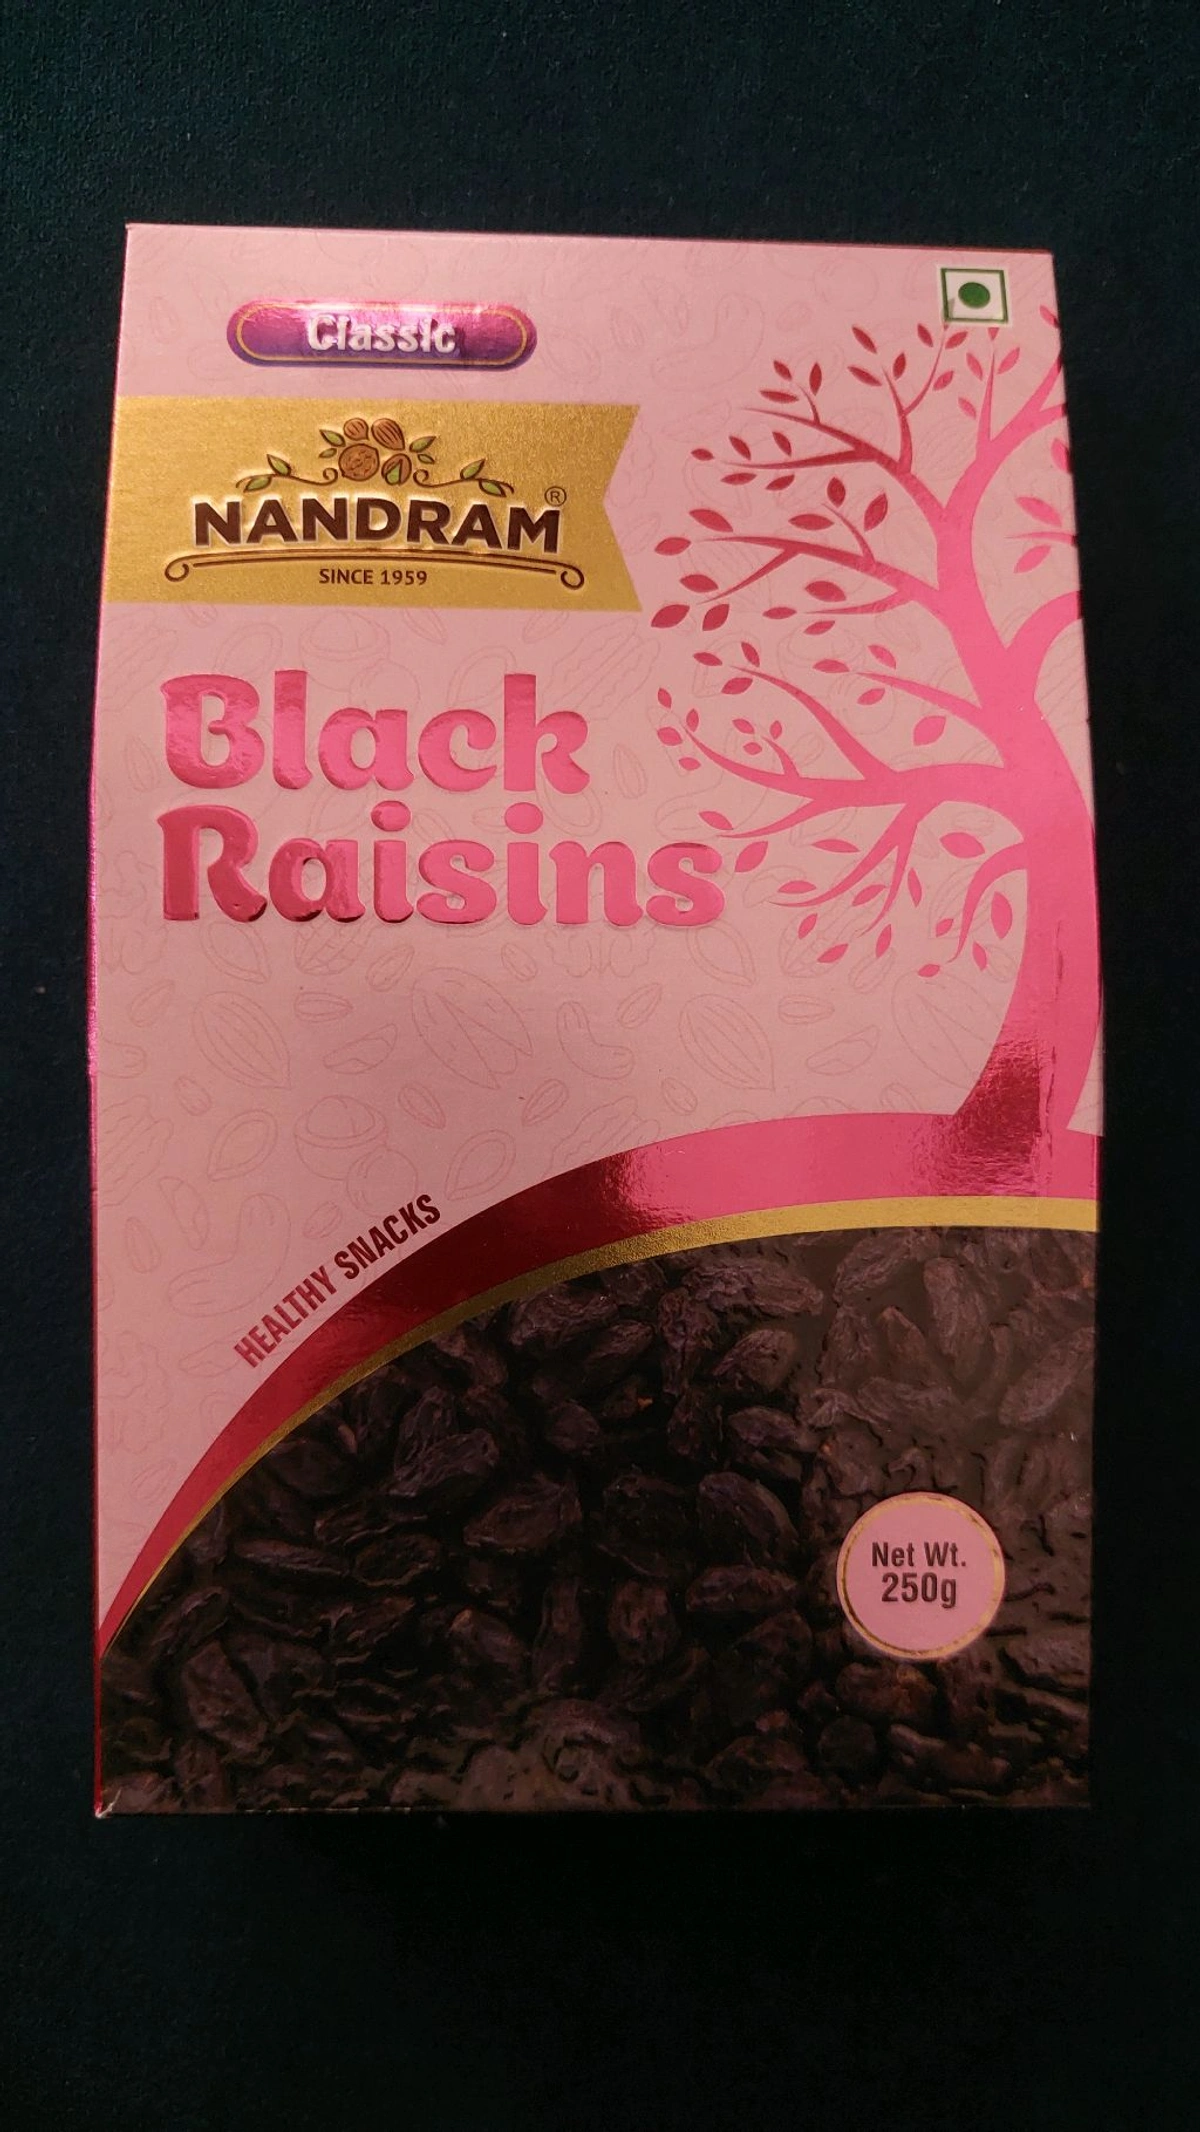 Classic
NANDRAM®
SINCE 1959
Black
Raisins
HEALTHY SNACKS
Net Wt.
250g